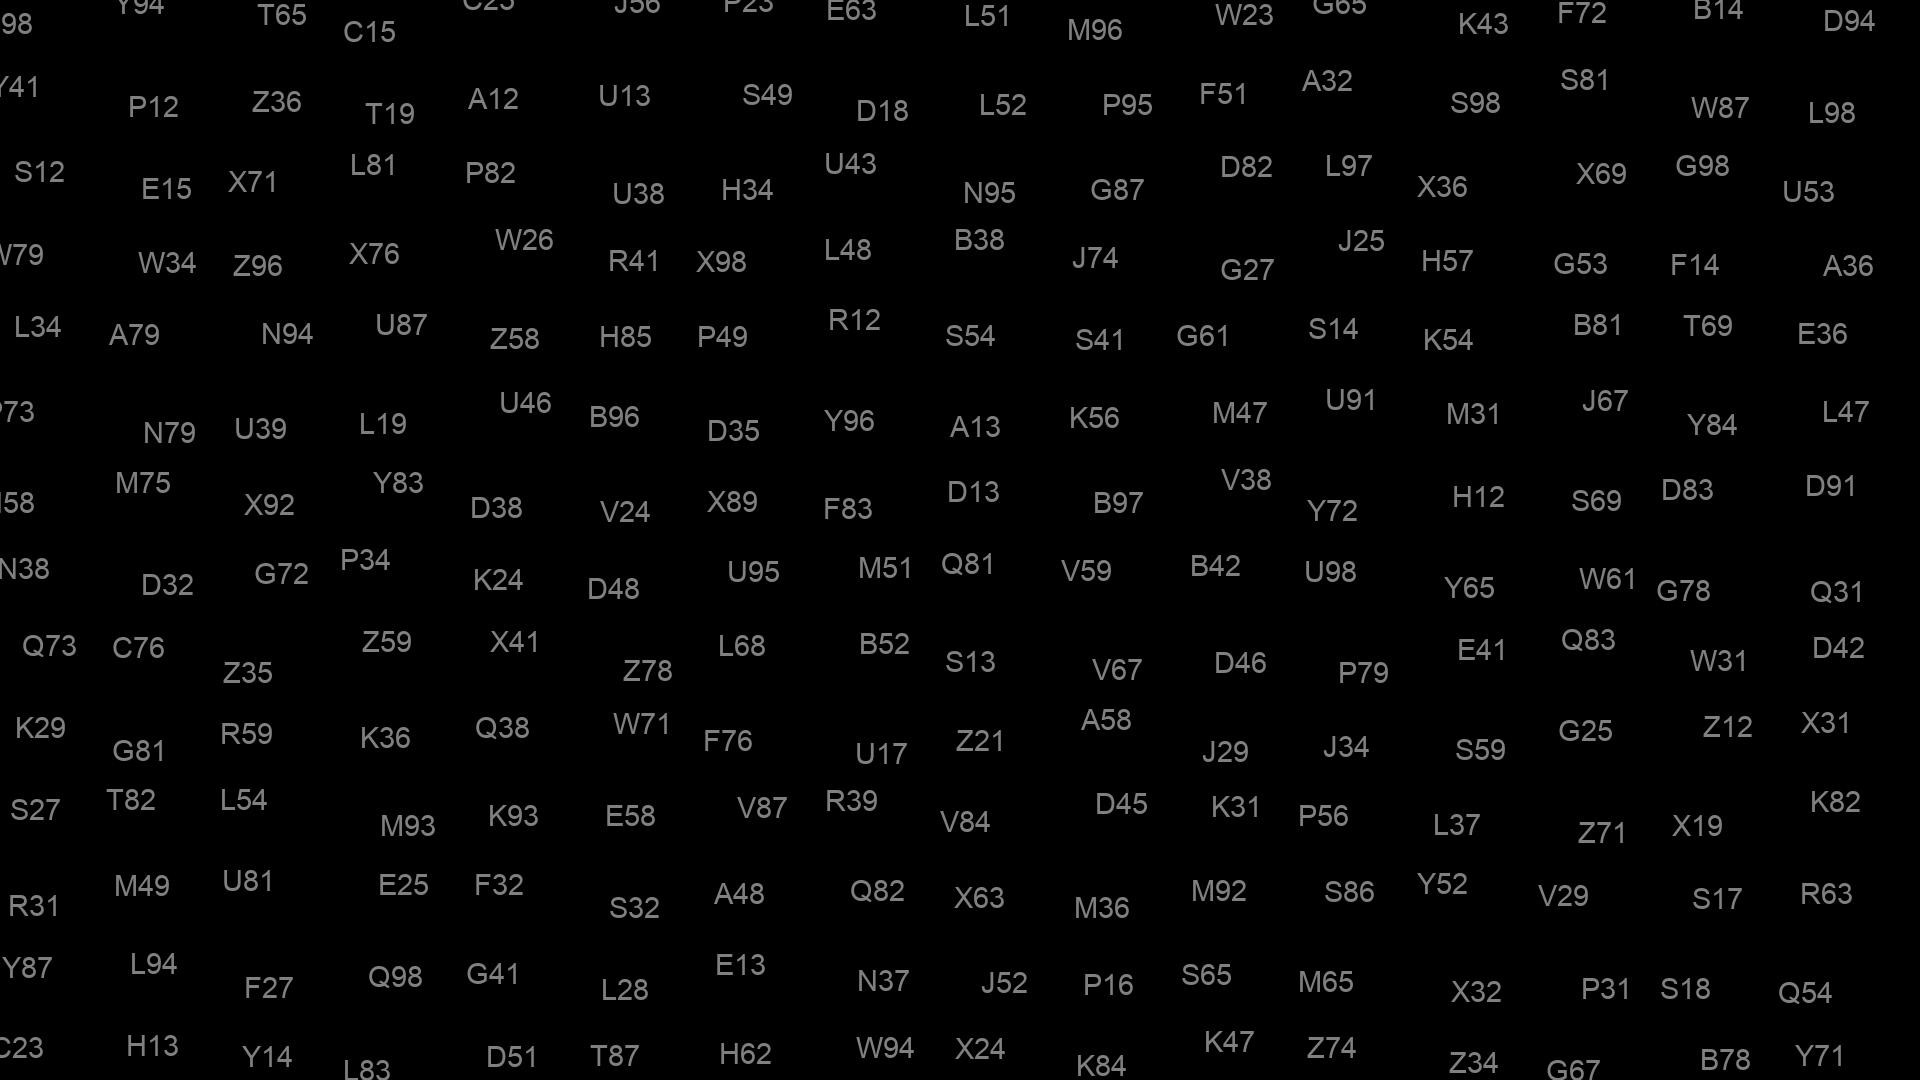 98 Y94 T65 C15 C25 J56 P23 E63 L51 M96 W23 G65 K43 F72 B14 D94
Y41 P12 Z36 T19 A12 U13 S49 D18 L52 P95 F51 A32 S98 S81 W87 L98
S12 E15 X71 L81 P82 U38 H34 U43 N95 G87 D82 L97 X36 X69 G98 U53
W79 W34 Z96 X76 W26 R41 X98 L48 B38 J74 G27 J25 H57 G53 F14 A36
L34 A79 N94 U87 Z58 H85 P49 R12 S54 S41 G61 S14 K54 B81 T69 E36
73 N79 U39 L19 U46 B96 D35 Y96 A13 K56 M47 U91 M31 J67 Y84 L47
58 M75 X92 Y83 D38 V24 X89 F83 D13 B97 V38 Y72 H12 S69 D83 D91
N38 D32 G72 P34 K24 D48 U95 M51 Q81 V59 B42 U98 Y65 W61 G78 Q31
Q73 C76 Z35 Z59 X41 Z78 L68 B52 S13 V67 D46 P79 E41 Q83 W31 D42
K29 G81 R59 K36 Q38 W71 F76 U17 Z21 A58 J29 J34 S59 G25 Z12 X31
S27 T82 L54 M93 K93 E58 V87 R39 V84 D45 K31 P56 L37 Z71 X19 K82
R31 M49 U81 E25 F32 S32 A48 Q82 X63 M36 M92 S86 Y52 V29 S17 R63
Y87 L94 F27 Q98 G41 L28 E13 N37 J52 P16 S65 M65 X32 P31 S18 Q54
C23 H13 Y14 L83 D51 T87 H62 W94 X24 K84 K47 Z74 Z34 G67 B78 Y71